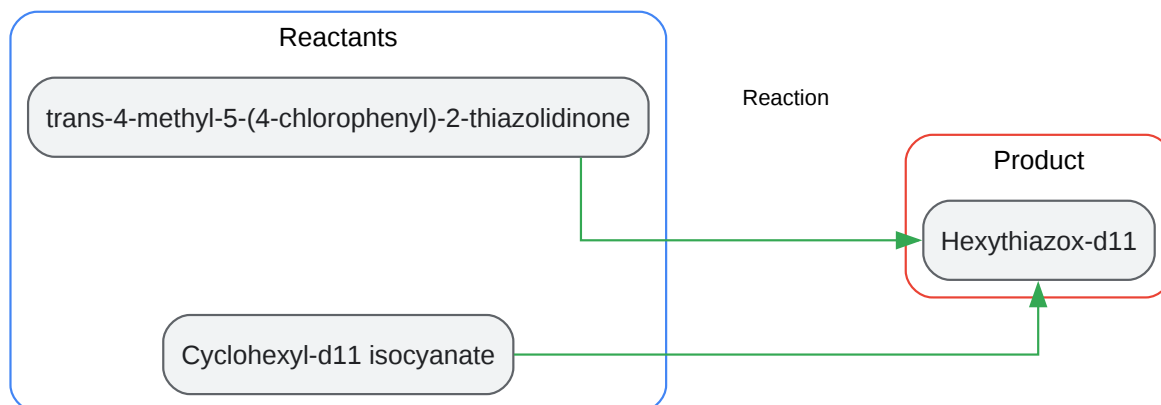 Reactants
trans-4-methyl-5-(4-chlorophenyl)-2-thiazolidinone
Reaction
Product
Hexythiazox-d11
Cyclohexyl-d11 isocyanate